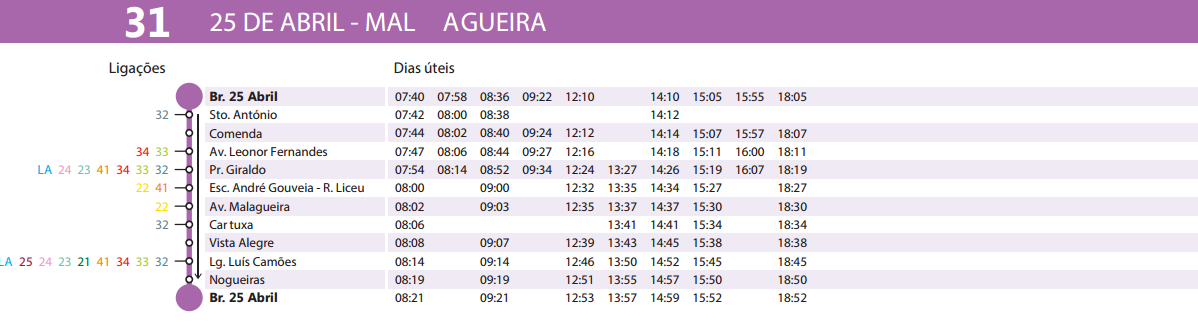 31 25 DE ABRIL - MAL AGUEIRA
Ligações Dias úteis
Br. 25 Abril 07:40 07:58 08:36 09:22 12:10 14:10 15:05 15:55 18:05
32 Sto. António 07:42 08:00 08:38 14:12
Comenda 07:44 08:02 08:40 09:24 12:12 14:14 15:07 15:57 18:07
34 33 Av. Leonor Fernandes 07:47 08:06 08:44 09:27 12:16 14:18 15:11 16:00 18:11
LA 24 23 41 34 33 32 Pr. Giraldo 07:54 08:14 08:52 09:34 12:24 13:27 14:26 15:19 16:07 18:19
22 41 Esc. André Gouveia - R. Liceu 08:00 09:00 12:32 13:35 14:34 15:27 18:27
22 Av. Malagueira 08:02 09:03 12:35 13:37 14:37 15:30 18:30
32 Car tuxa 08:06 13:41 14:41 15:34 18:34
Vista Alegre 08:08 09:07 12:39 13:43 14:45 15:38 18:38
LA 25 24 23 21 41 34 33 32 Lg. Luís Camões 08:14 09:14 12:46 13:50 14:52 15:45 18:45
Nogueiras 08:19 09:19 12:51 13:55 14:57 15:50 18:50
Br. 25 Abril 08:21 09:21 12:53 13:57 14:59 15:52 18:52